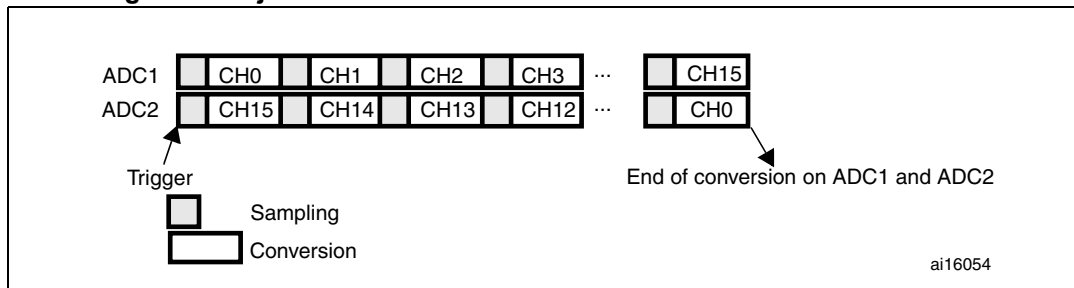 ADC1 CH0 CH1 CH2 CH3 ... CH15
ADC2 CH15 CH14 CH13 CH12 ... CH0
Trigger
End of conversion on ADC1 and ADC2
Sampling
Conversion
ai16054